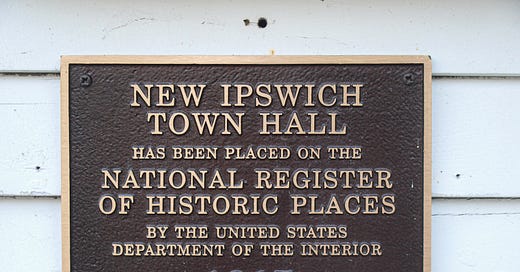 NEW IPSWICH
TOWN HALL
HAS BEEN PLACED ON THE
NATIONAL REGISTER
OF HISTORIC PLACES
BY THE UNITED STATES
DEPARTMENT OF THE INTERIOR